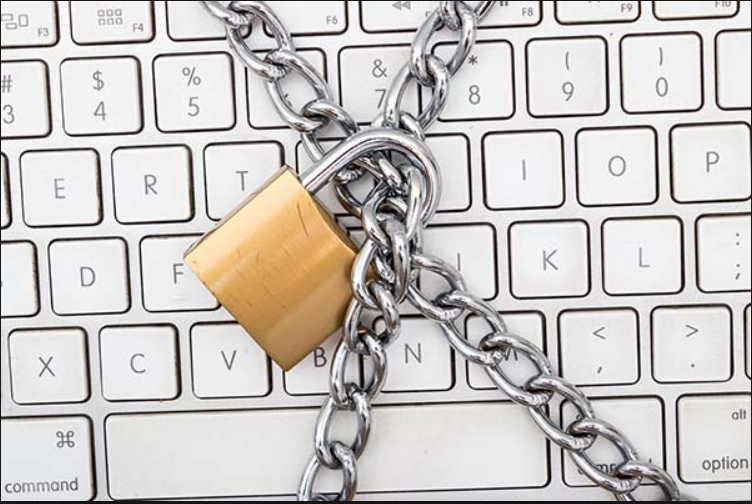 F3 F4 F6 F8 F9 F10
# $ % & * ( )
3 4 5 7 8 9 0
E R T I O P
D F J K L : ;
X C V B N M < , > .
⌘ alt
command option